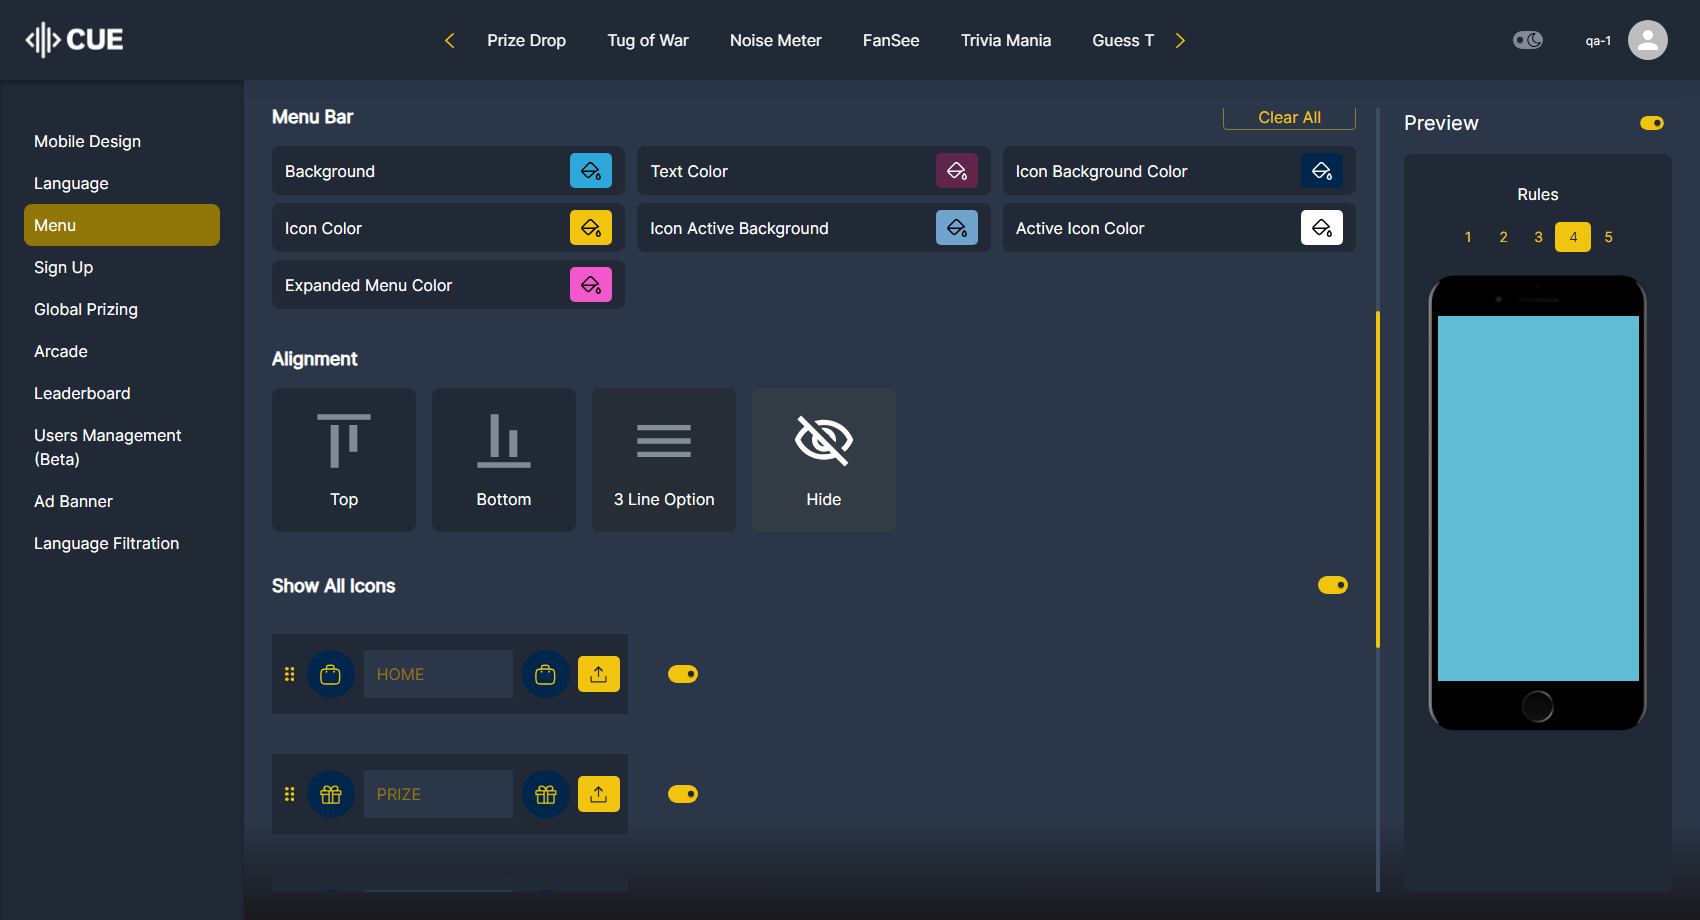 CUE
Prize Drop
Tug of War
Noise Meter
FanSee
Trivia Mania
Guess T
qa-1
Mobile Design
Language
Menu
Sign Up
Global Prizing
Arcade
Leaderboard
Users Management
(Beta)
Ad Banner
Language Filtration
Menu Bar
Clear All
Background
Text Color
Icon Background Color
Icon Color
Icon Active Background
Active Icon Color
Expanded Menu Color
Alignment
Top
Bottom
3 Line Option
Hide
Show All Icons
HOME
PRIZE
Preview
Rules
1 2 3 4 5